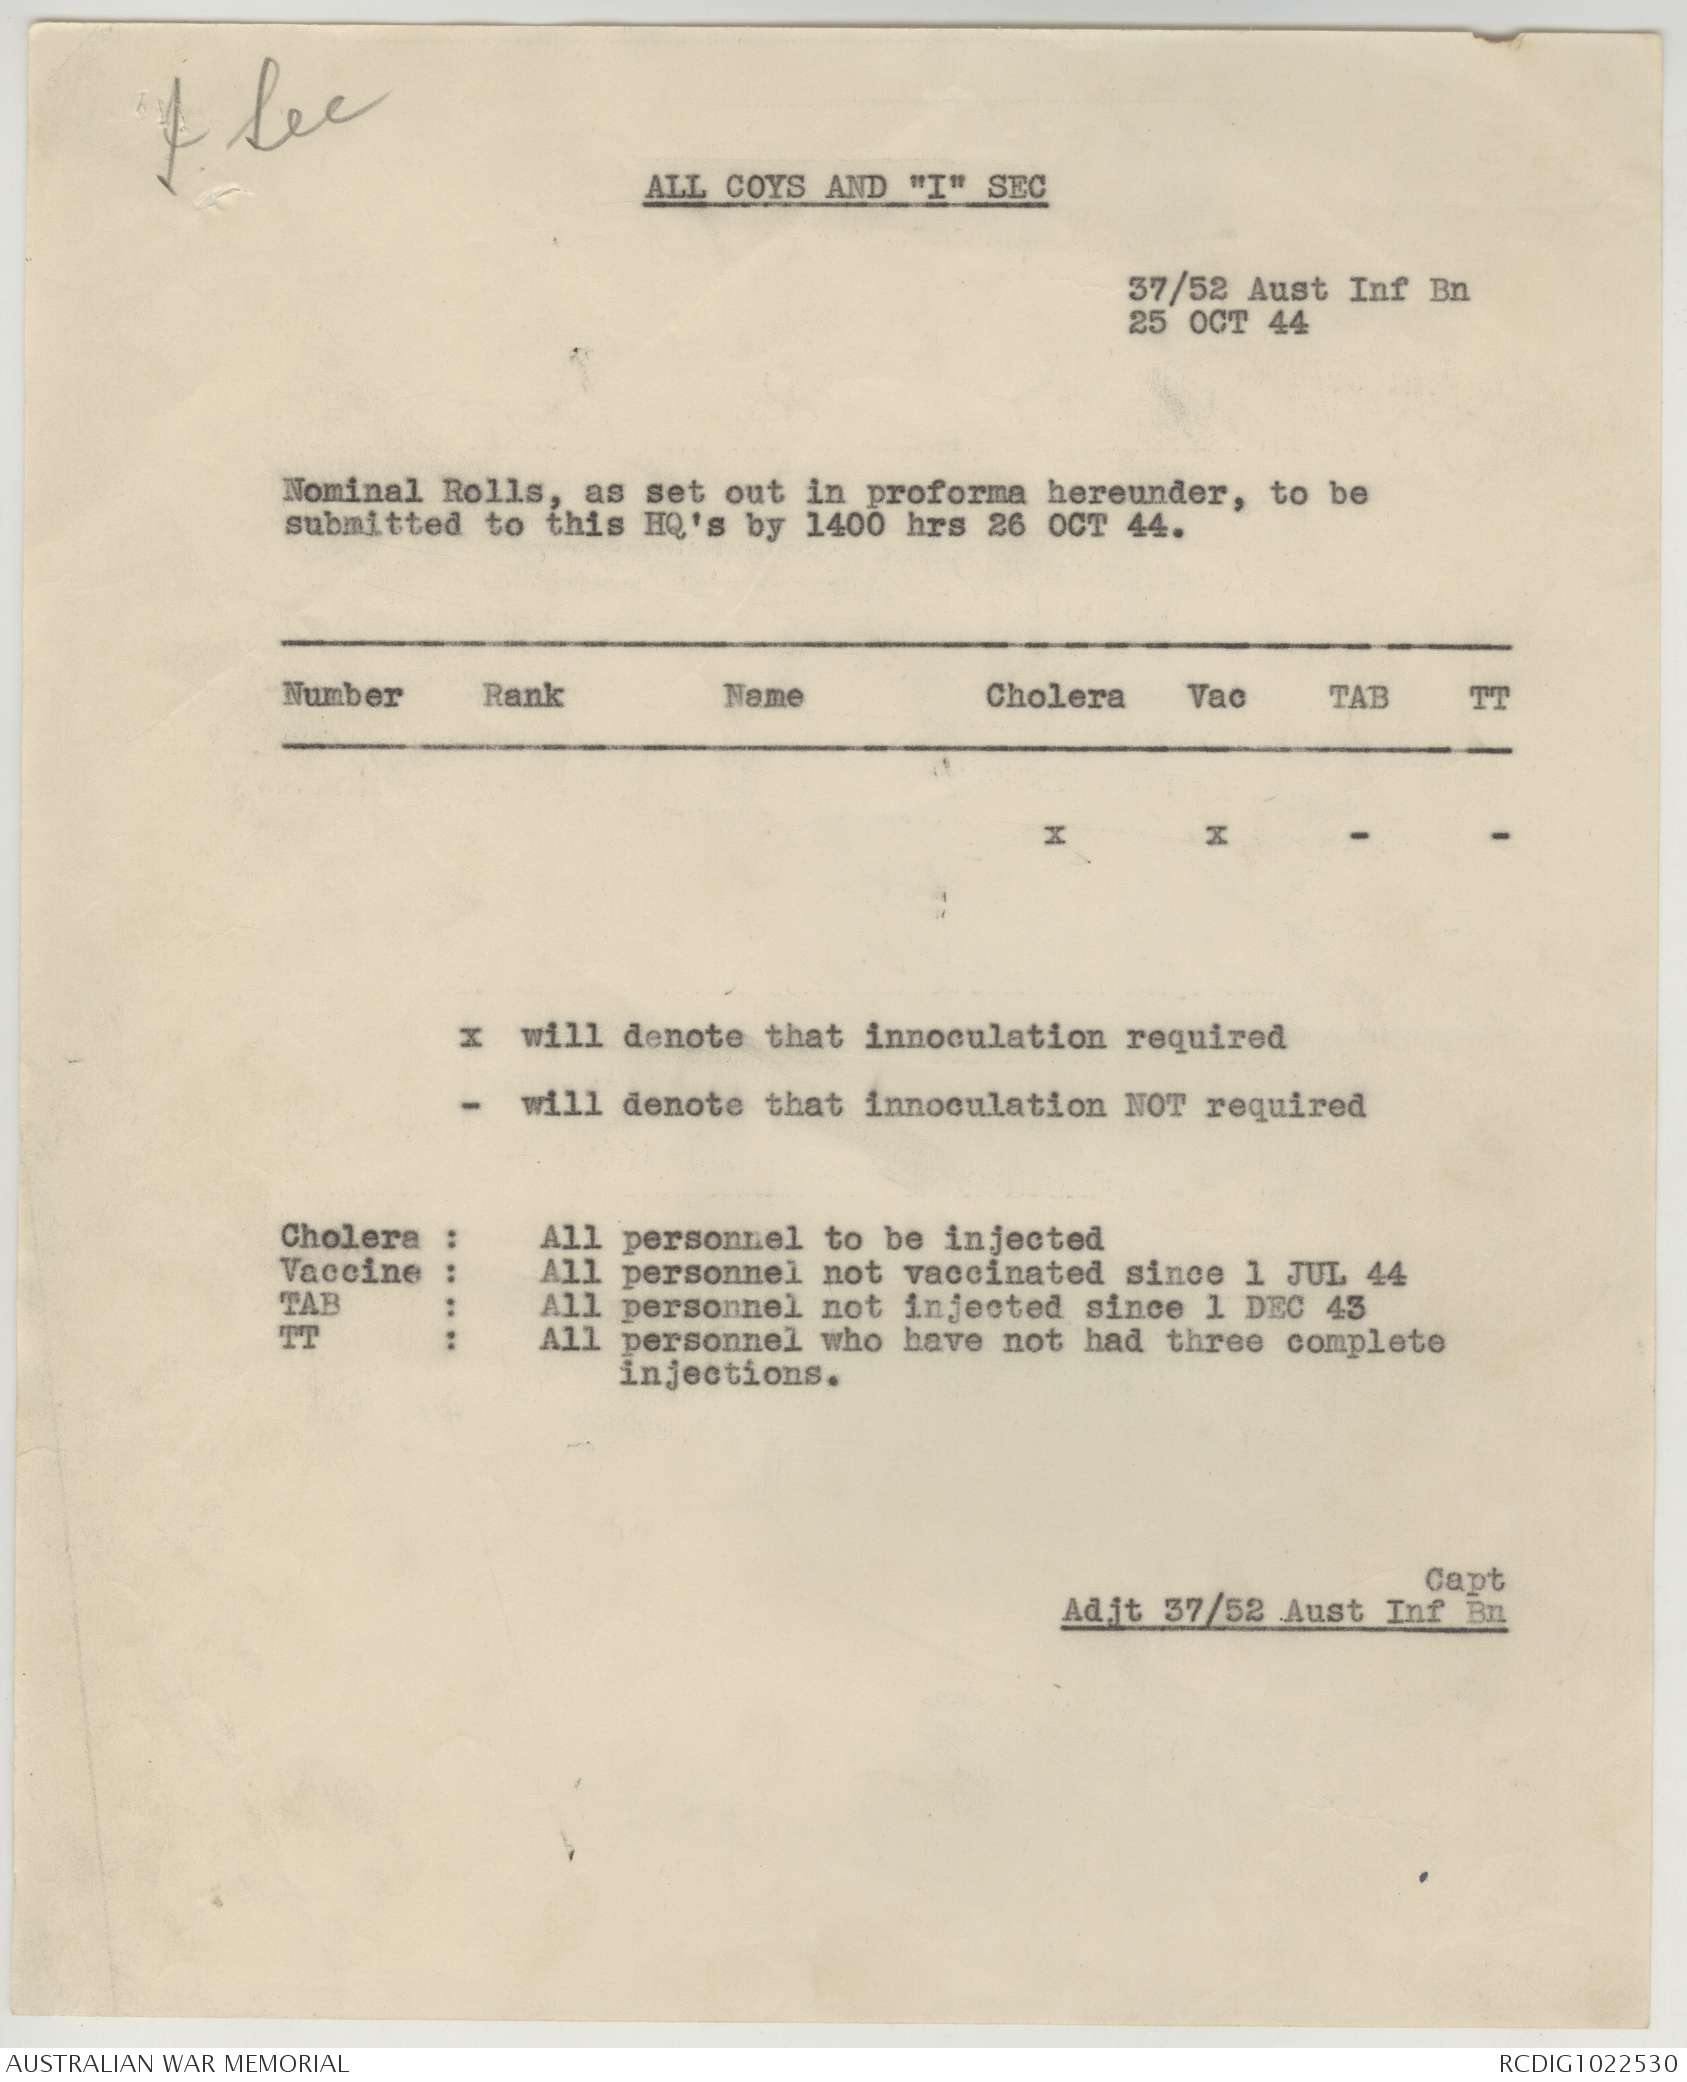 I Sec
ALL COYS AND "I" SEC
37/52 Aust Inf Bn
25 OCT 44
Nominal Rolls, as set out in proforma hereunder, to be
submitted to this HQ's by 1400 hrs 26 OCT 44.
Number Rank Name Cholera Vac TAB TT
x x - -
x will denote that innoculation required
- will denote that innoculation NOT required
Cholera : All personnel to be injected
Vaccine : All personnel not vaccinated since 1 JUL 44
TAB : All personnel not injected since 1 DEC 43
TT : All personnel who have not had three complete
injections.
Capt
Adjt 37/52 Aust Inf Bn
AUSTRALIAN WAR MEMORIAL RCDIG1022530